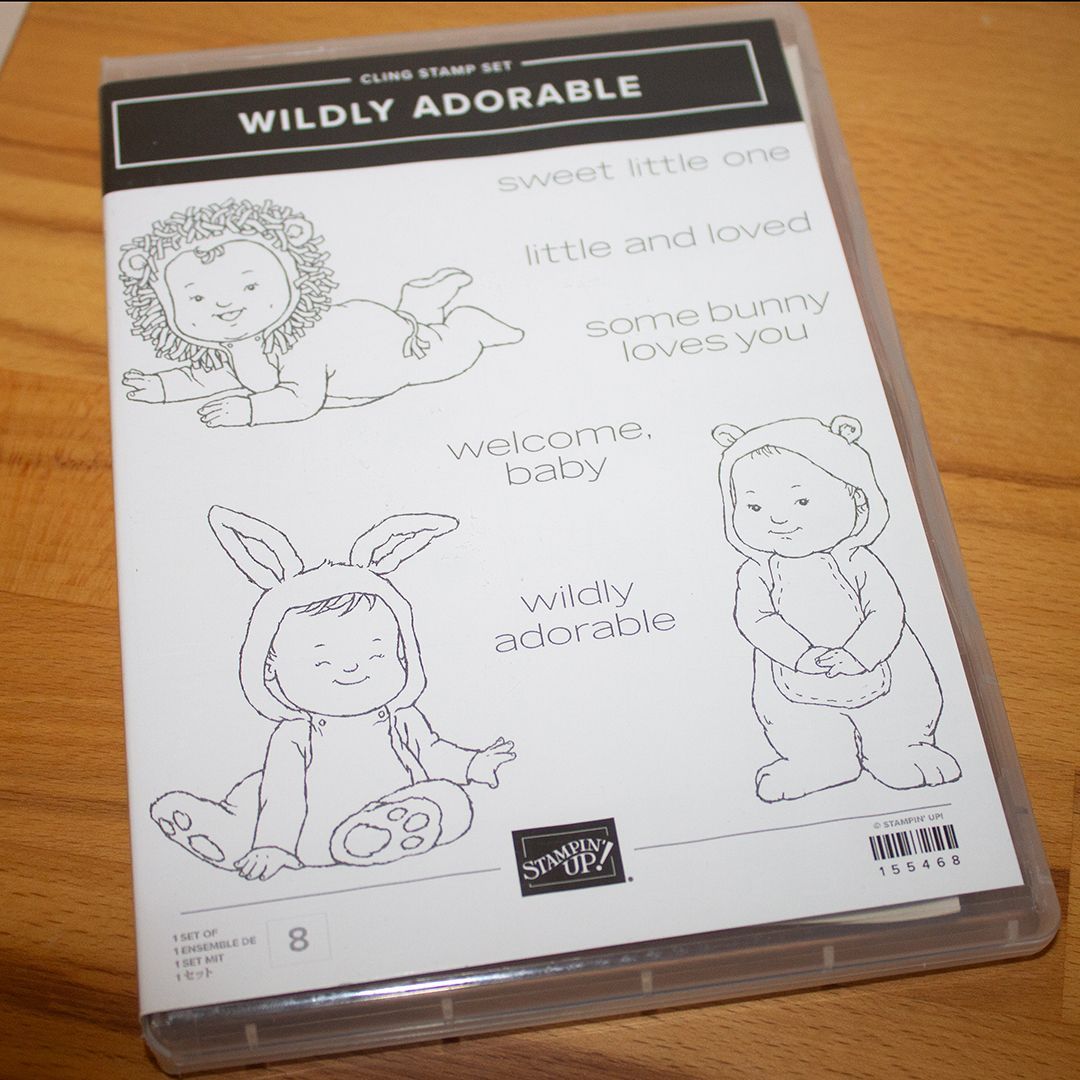 CLING STAMP SET
WILDLY ADORABLE
sweet little one
little and loved
some bunny
loves you
welcome,
baby
wildly
adorable
STAMPIN'
UP!
© STAMPIN' UP!
155468
1 SET OF
1 ENSEMBLE DE
1 SET MIT
1 セット
8